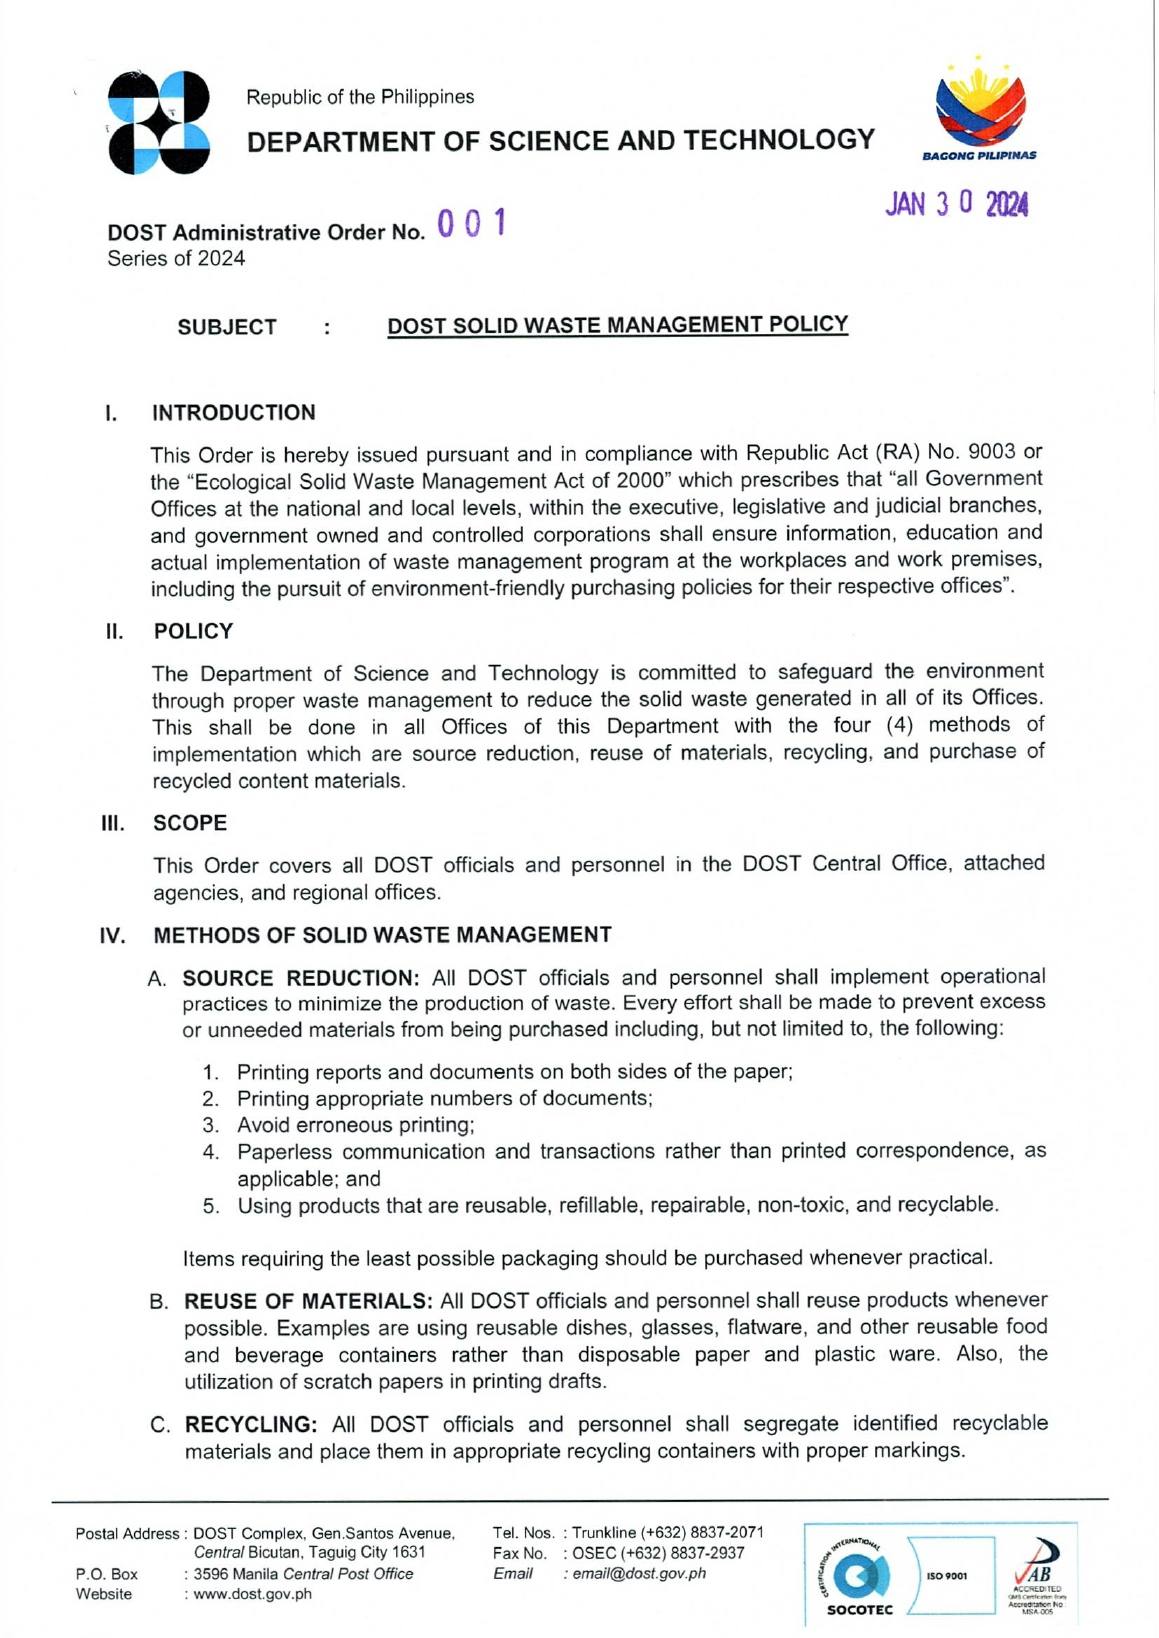 Republic of the Philippines
DEPARTMENT OF SCIENCE AND TECHNOLOGY
BAGONG PILIPINAS
JAN 30 2024
DOST Administrative Order No. 001
Series of 2024
SUBJECT : DOST SOLID WASTE MANAGEMENT POLICY
I. INTRODUCTION
This Order is hereby issued pursuant and in compliance with Republic Act (RA) No. 9003 or
the “Ecological Solid Waste Management Act of 2000” which prescribes that “all Government
Offices at the national and local levels, within the executive, legislative and judicial branches,
and government owned and controlled corporations shall ensure information, education and
actual implementation of waste management program at the workplaces and work premises,
including the pursuit of environment-friendly purchasing policies for their respective offices”.
II. POLICY
The Department of Science and Technology is committed to safeguard the environment
through proper waste management to reduce the solid waste generated in all of its Offices.
This shall be done in all Offices of this Department with the four (4) methods of
implementation which are source reduction, reuse of materials, recycling, and purchase of
recycled content materials.
III. SCOPE
This Order covers all DOST officials and personnel in the DOST Central Office, attached
agencies, and regional offices.
IV. METHODS OF SOLID WASTE MANAGEMENT
A. SOURCE REDUCTION: All DOST officials and personnel shall implement operational
practices to minimize the production of waste. Every effort shall be made to prevent excess
or unneeded materials from being purchased including, but not limited to, the following:
1. Printing reports and documents on both sides of the paper;
2. Printing appropriate numbers of documents;
3. Avoid erroneous printing;
4. Paperless communication and transactions rather than printed correspondence, as
applicable; and
5. Using products that are reusable, refillable, repairable, non-toxic, and recyclable.
Items requiring the least possible packaging should be purchased whenever practical.
B. REUSE OF MATERIALS: All DOST officials and personnel shall reuse products whenever
possible. Examples are using reusable dishes, glasses, flatware, and other reusable food
and beverage containers rather than disposable paper and plastic ware. Also, the
utilization of scratch papers in printing drafts.
C. RECYCLING: All DOST officials and personnel shall segregate identified recyclable
materials and place them in appropriate recycling containers with proper markings.
Postal Address : DOST Complex, Gen.Santos Avenue,
Central Bicutan, Taguig City 1631
P.O. Box : 3596 Manila Central Post Office
Website : www.dost.gov.ph
Tel. Nos. : Trunkline (+632) 8837-2071
Fax No. : OSEC (+632) 8837-2937
Email : email@dost.gov.ph
CERTIFICATION INTERNATIONAL
SOCOTEC
ISO 9001
AB
ACCREDITED
QMS Certification Body
Accreditation No
MSA-005